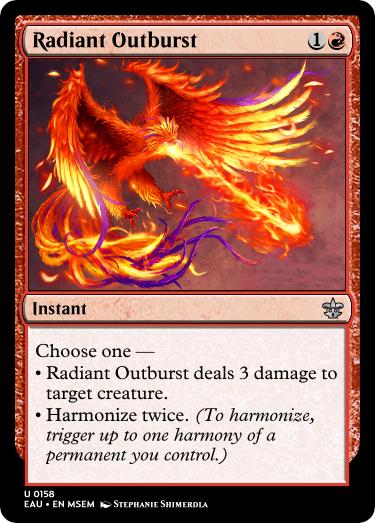 Radiant Outburst 1
Instant
Choose one —
• Radiant Outburst deals 3 damage to
target creature.
• Harmonize twice. (To harmonize,
trigger up to one harmony of a
permanent you control.)
U 0158
EAU • EN MSEM Stephanie Shimerdla